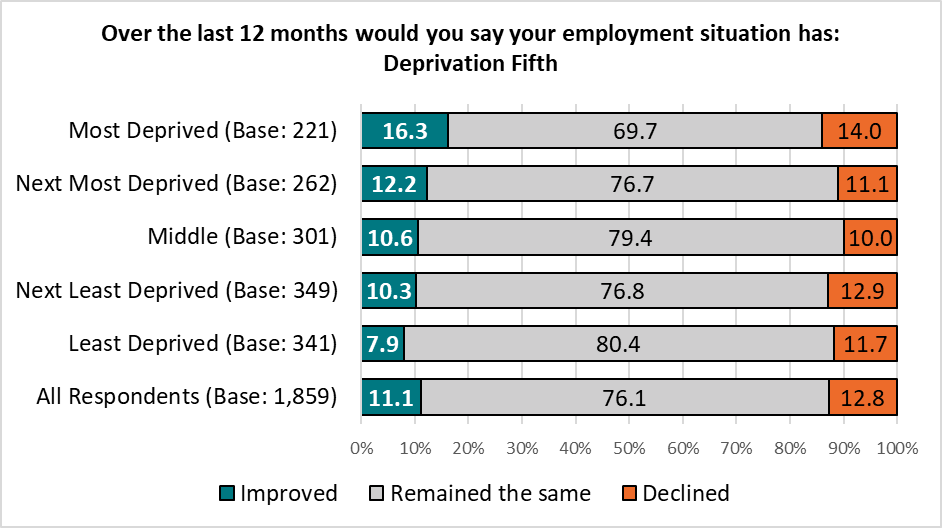 Over the last 12 months would you say your employment situation has:
Deprivation Fifth
Most Deprived (Base: 221) 16.3 69.7 14.0
Next Most Deprived (Base: 262) 12.2 76.7 11.1
Middle (Base: 301) 10.6 79.4 10.0
Next Least Deprived (Base: 349) 10.3 76.8 12.9
Least Deprived (Base: 341) 7.9 80.4 11.7
All Respondents (Base: 1,859) 11.1 76.1 12.8
0% 10% 20% 30% 40% 50% 60% 70% 80% 90% 100%
Improved Remained the same Declined